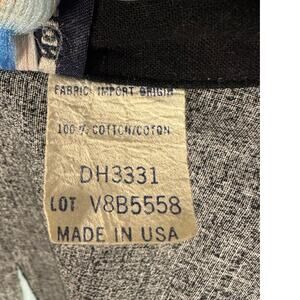 FABRIC IMPORT ORIGIN
100% COTTON/COTON
DH3331
LOT V8B5558
MADE IN USA